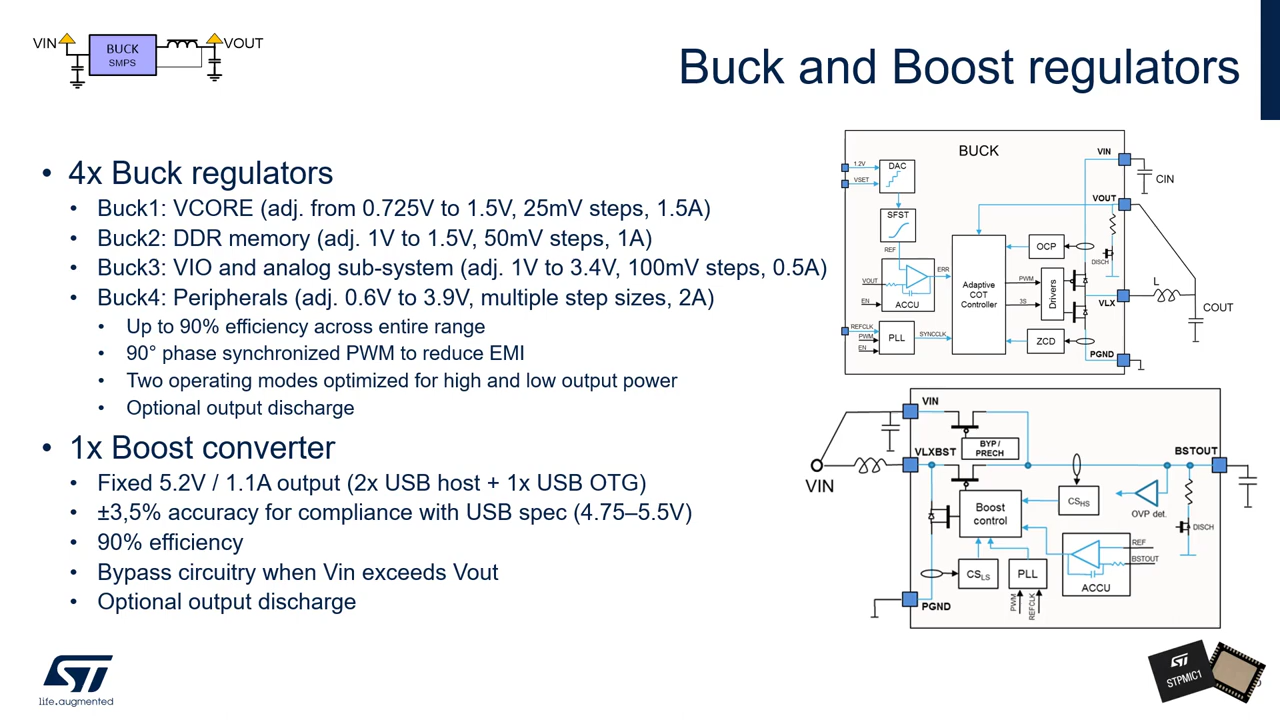 VIN
BUCK
SMPS
VOUT
Buck and Boost regulators
• 4x Buck regulators
• Buck1: VCORE (adj. from 0.725V to 1.5V, 25mV steps, 1.5A)
• Buck2: DDR memory (adj. 1V to 1.5V, 50mV steps, 1A)
• Buck3: VIO and analog sub-system (adj. 1V to 3.4V, 100mV steps, 0.5A)
• Buck4: Peripherals (adj. 0.6V to 3.9V, multiple step sizes, 2A)
• Up to 90% efficiency across entire range
• 90° phase synchronized PWM to reduce EMI
• Two operating modes optimized for high and low output power
• Optional output discharge
• 1x Boost converter
• Fixed 5.2V / 1.1A output (2x USB host + 1x USB OTG)
• ±3,5% accuracy for compliance with USB spec (4.75–5.5V)
• 90% efficiency
• Bypass circuitry when Vin exceeds Vout
• Optional output discharge
BUCK
VIN
CIN
1.2V
VSET
DAC
VOUT
SFST
REF
OCP
DISCH
ERR
VOUT
EN
ACCU
Adaptive
COT
Controller
PWM
3S
Drivers
L
VLX
COUT
REFCLK
PWM
EN
PLL
SYNCCLK
ZCD
PGND
VIN
BYP /
PRECH
VLXBST
BSTOUT
VIN
Boost
control
CSHS
OVP det.
DISCH
REF
BSTOUT
CSLS
PLL
ACCU
PWM
REFCLK
PGND
ST
life.augmented
ST
STPMIC1